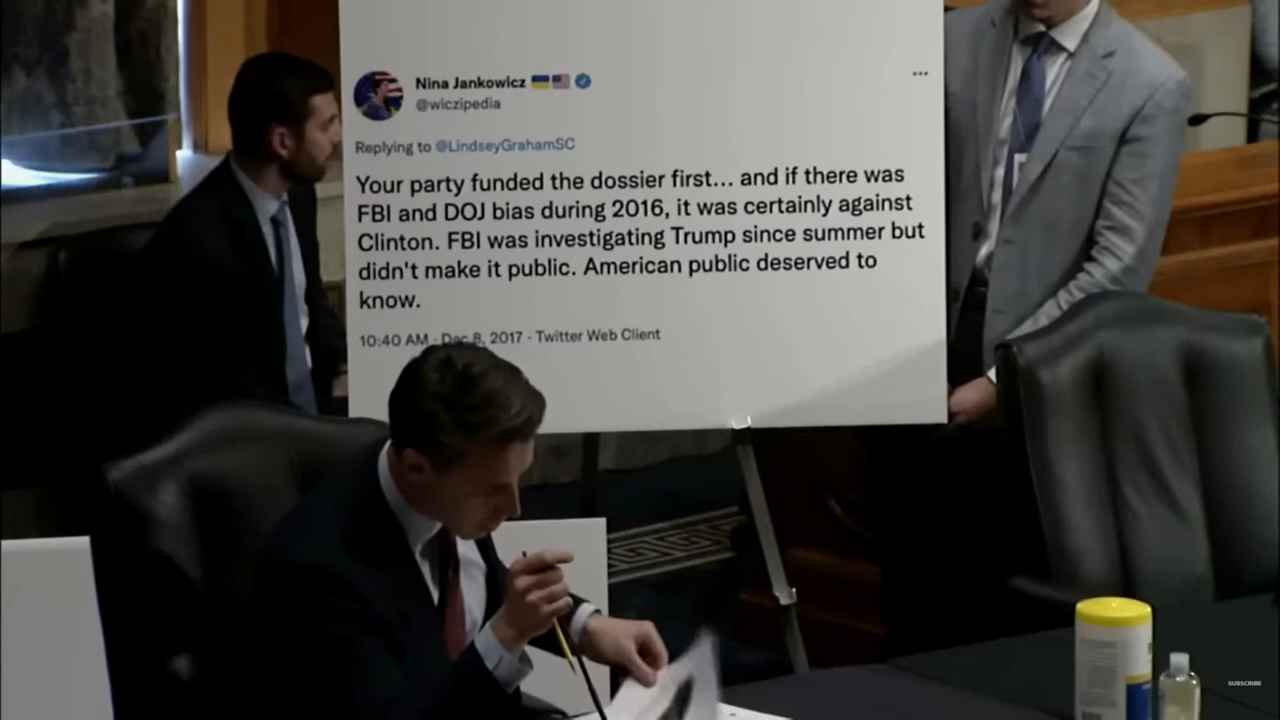 Nina Jankowicz 🇺🇦🇺🇸
@wiczipedia
Replying to @LindseyGrahamSC
Your party funded the dossier first... and if there was
FBI and DOJ bias during 2016, it was certainly against
Clinton. FBI was investigating Trump since summer but
didn't make it public. American public deserved to
know.
10:40 AM · Dec 8, 2017 · Twitter Web Client
SUBSCRIBE